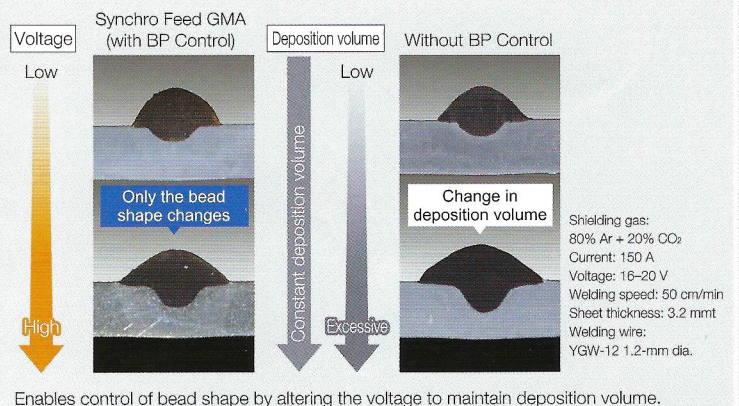 Synchro Feed GMA
Voltage
(with BP Control)
Deposition volume
Without BP Control
Low
Low
Constant deposition volume
Only the bead
shape changes
Change in
deposition volume
High
Excessive
Shielding gas:
80% Ar + 20% CO₂
Current: 150 A
Voltage: 16–20 V
Welding speed: 50 cm/min
Sheet thickness: 3.2 mmt
Welding wire:
YGW-12 1.2-mm dia.
Enables control of bead shape by altering the voltage to maintain deposition volume.